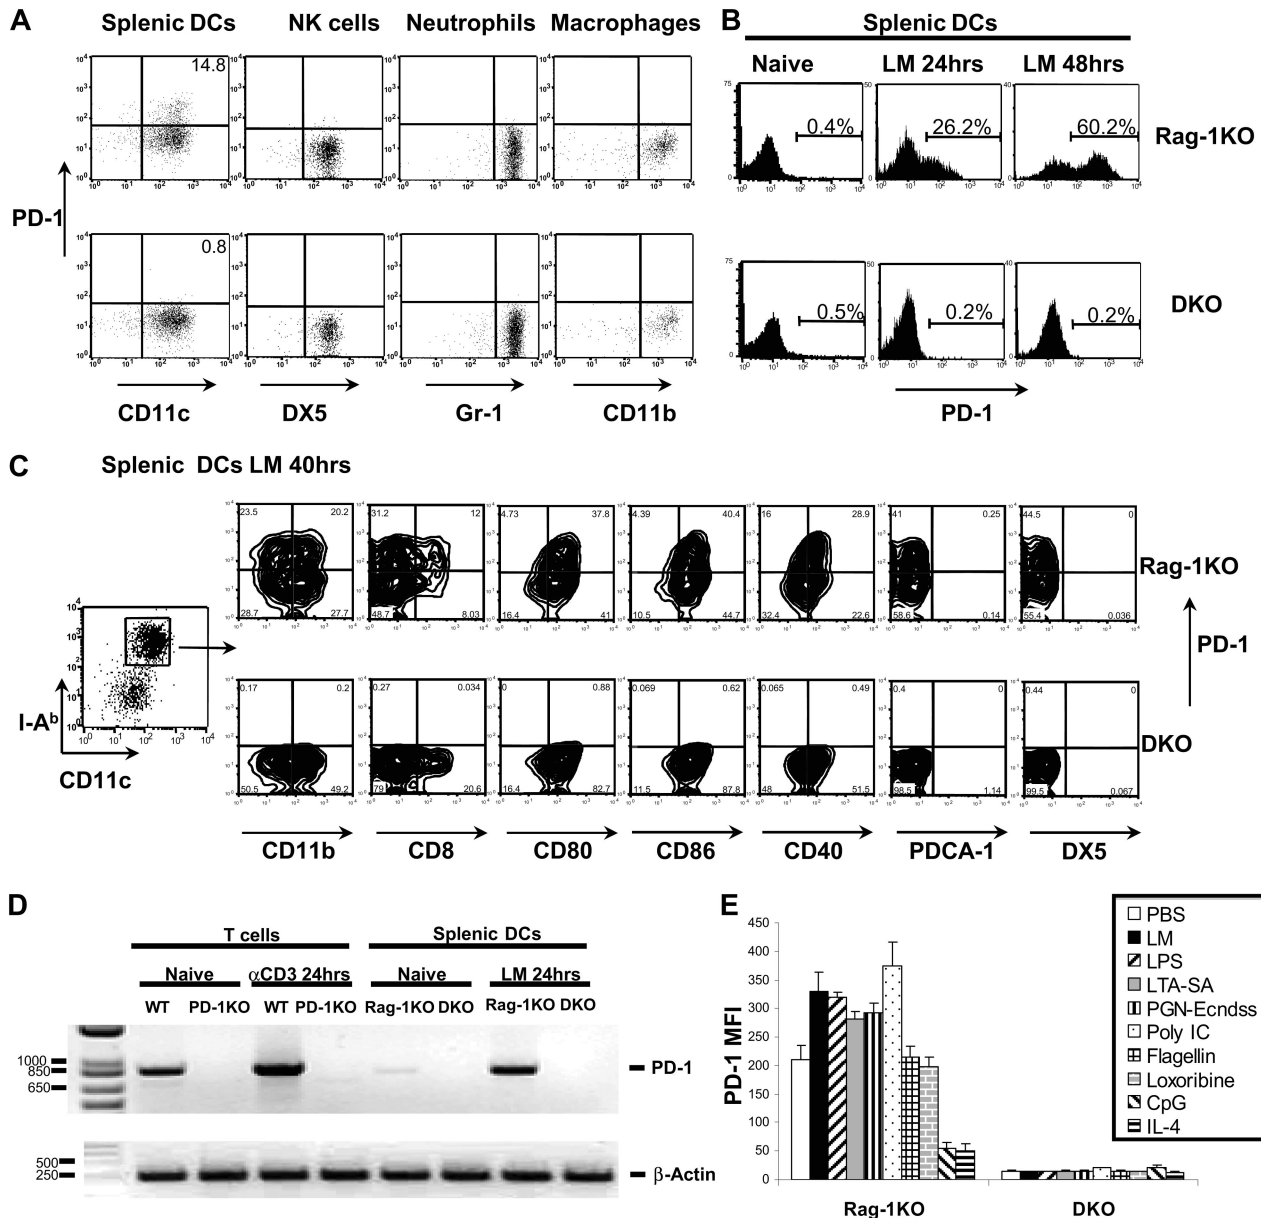 A
Splenic DCs NK cells Neutrophils Macrophages
14.8
0.8
PD-1
CD11c DX5 Gr-1 CD11b
B
Splenic DCs
Naive LM 24hrs LM 48hrs
0.4% 26.2% 60.2%
Rag-1KO
0.5% 0.2% 0.2%
DKO
PD-1
C
Splenic DCs LM 40hrs
23.5 20.2 31.2 12 4.73 37.8 4.39 40.4 16 28.9 41 0.25 44.5 0
Rag-1KO
28.7 27.7 48.7 8.03 16.4 41 10.5 44.7 32.4 22.6 58.6 0.14 55.4 0.036
PD-1
I-Aᵇ
CD11c
0.17 0.2 0.27 0.034 0 0.88 0.069 0.62 0.065 0.49 0.4 0 0.44 0
DKO
50.5 49.2 79 20.6 16.4 82.7 11.5 87.8 48 51.5 98.5 1.14 99.5 0.067
CD11b CD8 CD80 CD86 CD40 PDCA-1 DX5
D
T cells Splenic DCs
Naive αCD3 24hrs Naive LM 24hrs
WT PD-1KO WT PD-1KO Rag-1KO DKO Rag-1KO DKO
1000
850
650
PD-1
500
250
β-Actin
E
450
400
350
300
250
200
150
100
50
0
PD-1 MFI
Rag-1KO DKO
PBS
LM
LPS
LTA-SA
PGN-Ecndss
Poly IC
Flagellin
Loxoribine
CpG
IL-4